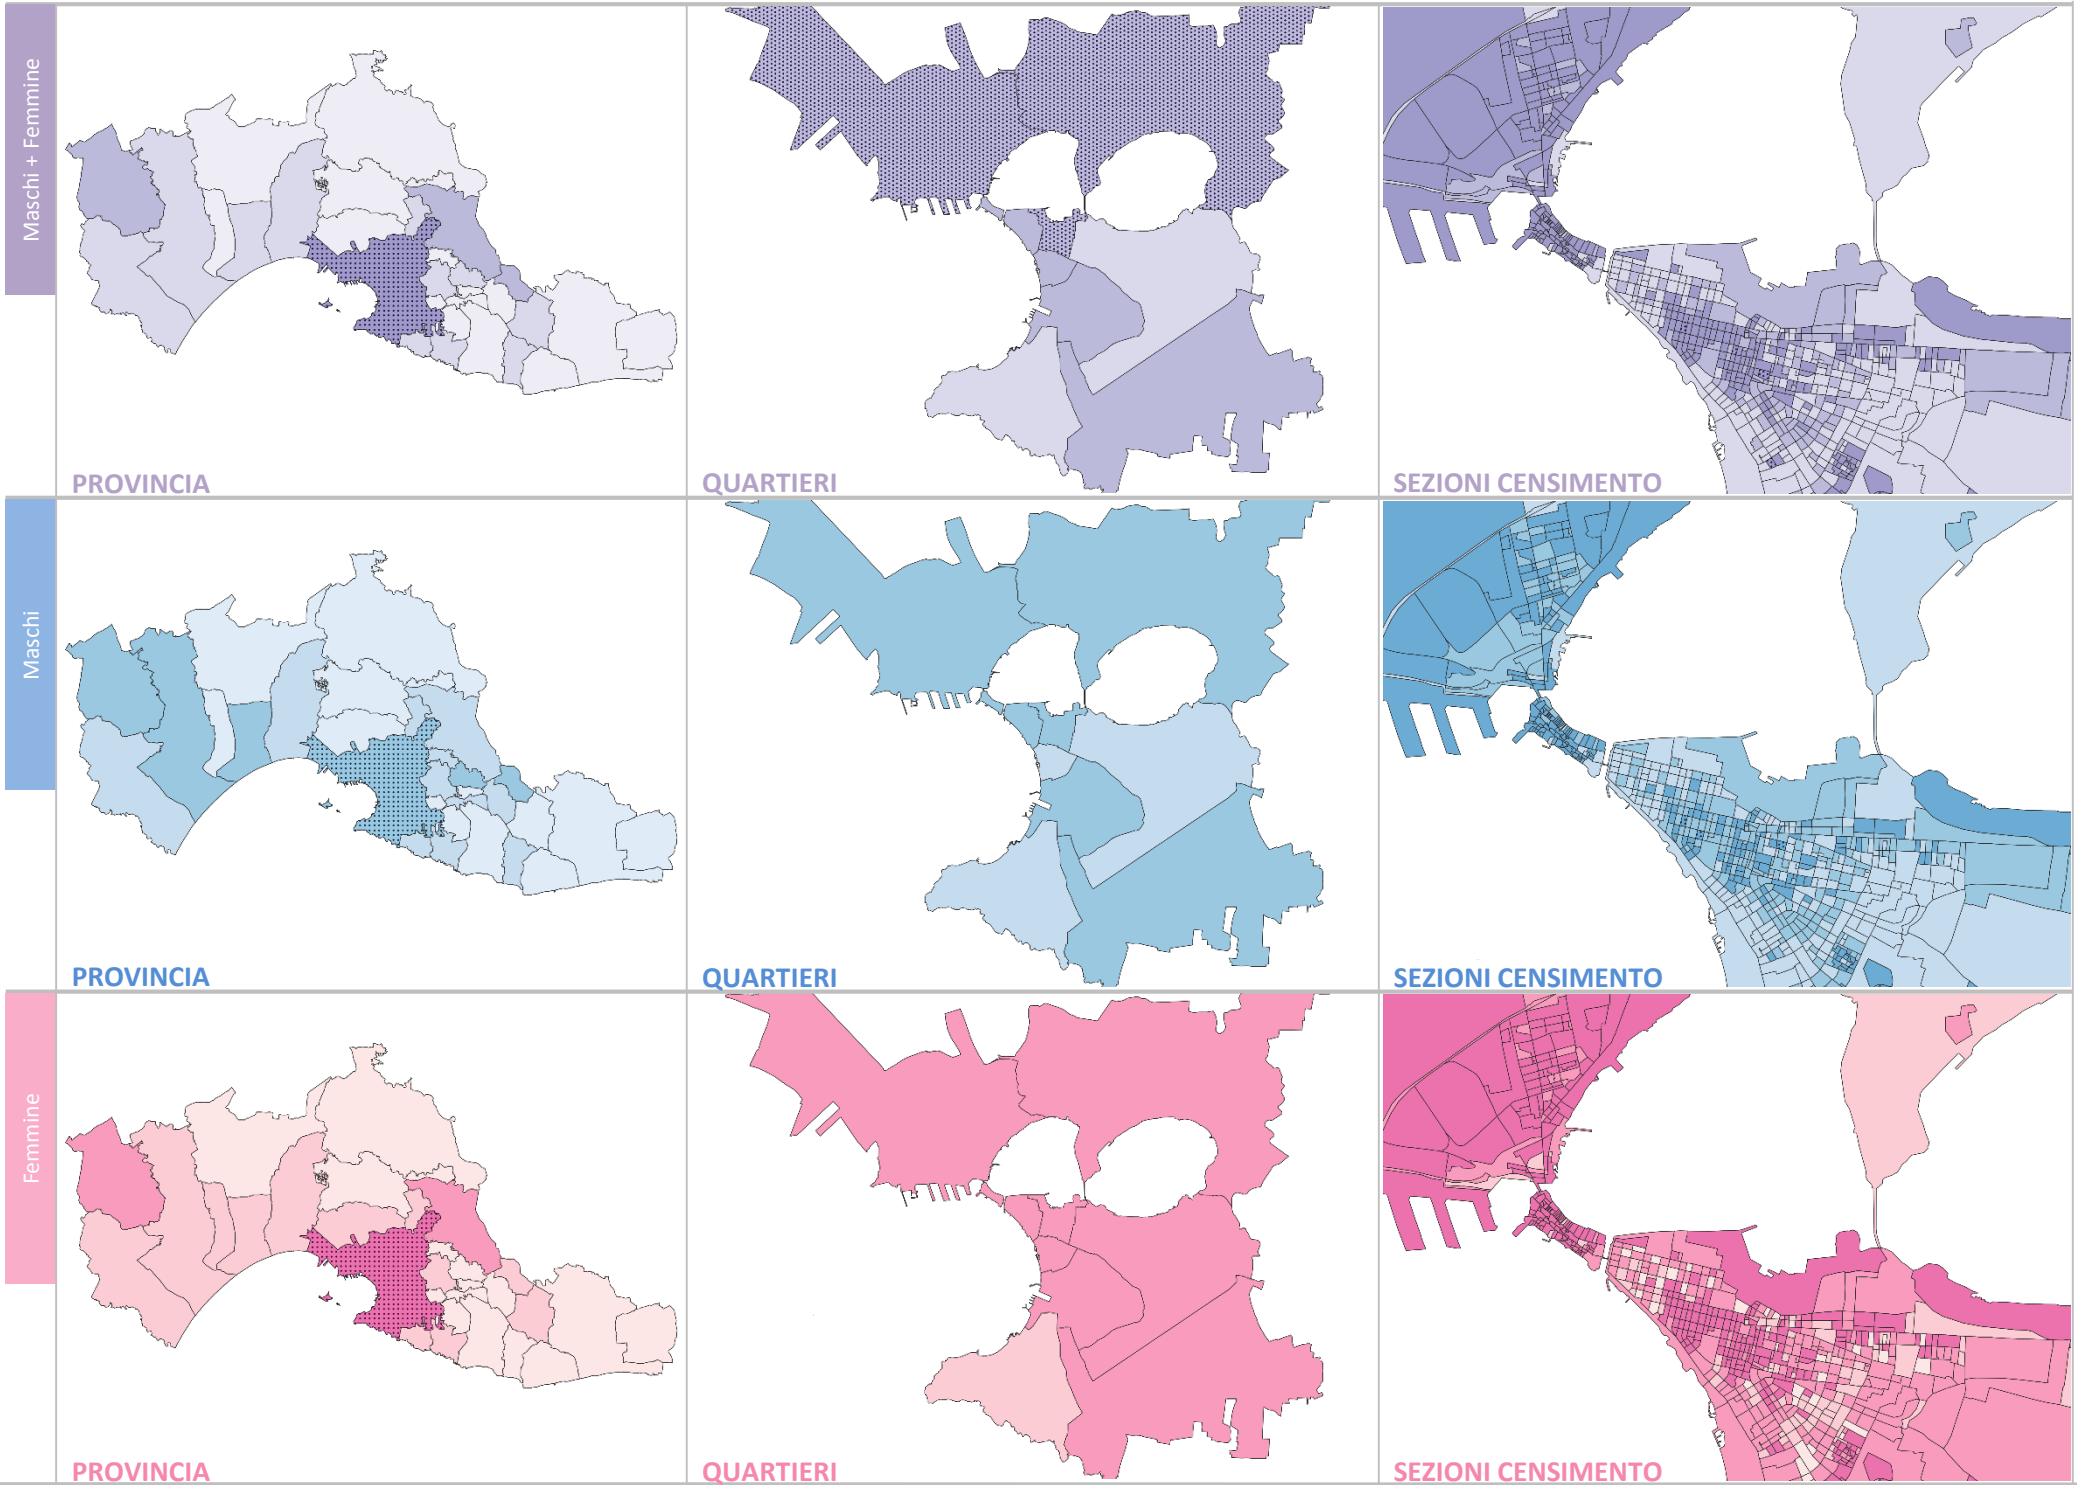 Maschi + Femmine
PROVINCIA
QUARTIERI
SEZIONI CENSIMENTO
Maschi
PROVINCIA
QUARTIERI
SEZIONI CENSIMENTO
Femmine
PROVINCIA
QUARTIERI
SEZIONI CENSIMENTO